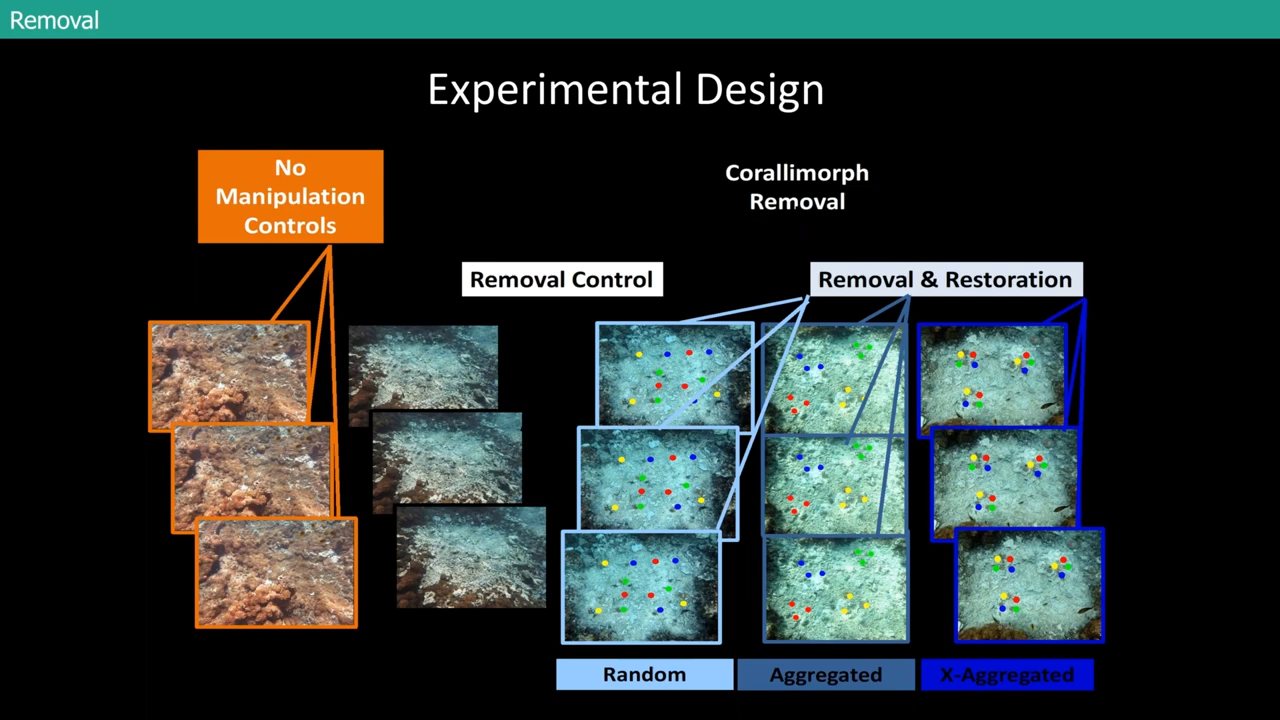 Removal
Experimental Design
No
Manipulation
Controls
Corallimorph
Removal
Removal Control
Removal & Restoration
Random
Aggregated
X-Aggregated